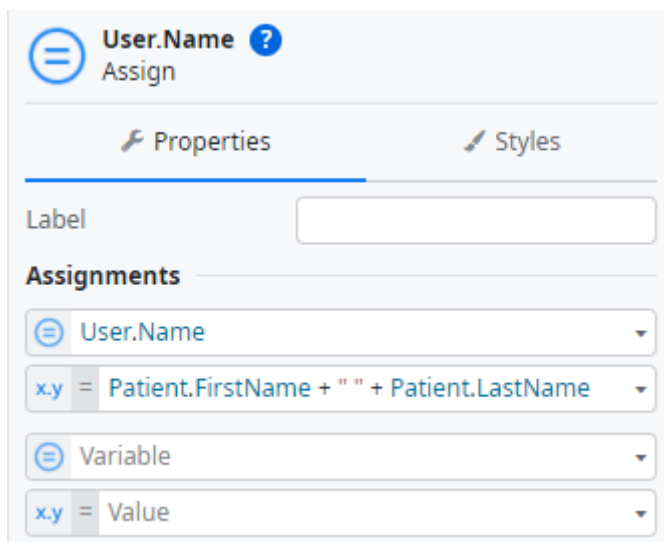 User.Name ?
Assign
Properties Styles
Label
Assignments
User.Name
x.y = Patient.FirstName + " " + Patient.LastName
Variable
x.y = Value